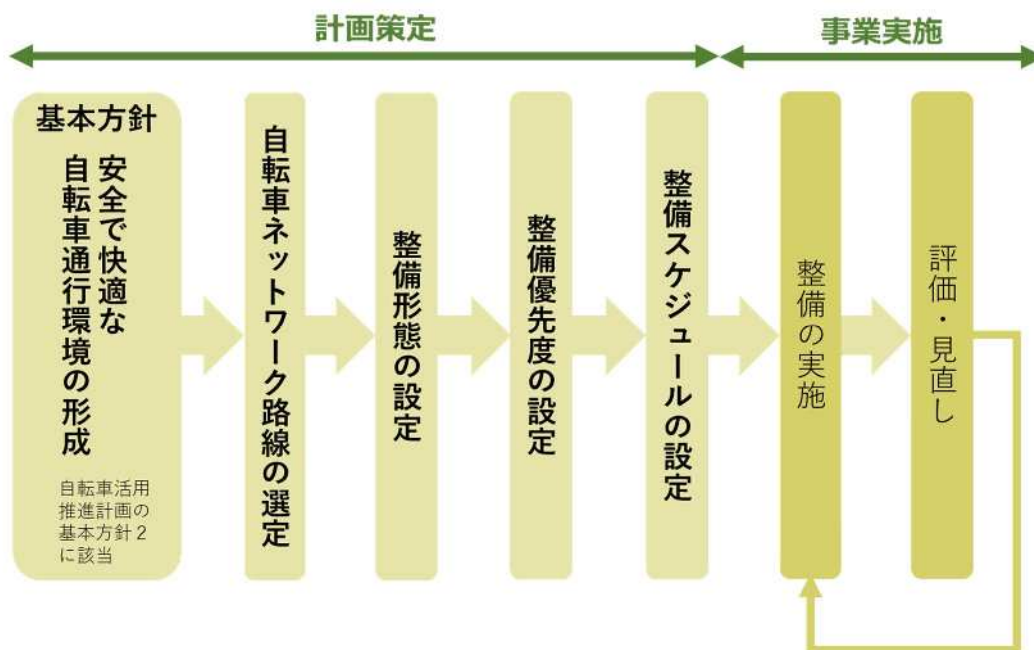 計画策定
事業実施
基本方針
安全で快適な
自転車通行環境の形成
自転車活用
推進計画の
基本方針2
に該当
自転車ネットワーク路線の選定
整備形態の設定
整備優先度の設定
整備スケジュールの設定
整備の実施
評価・見直し